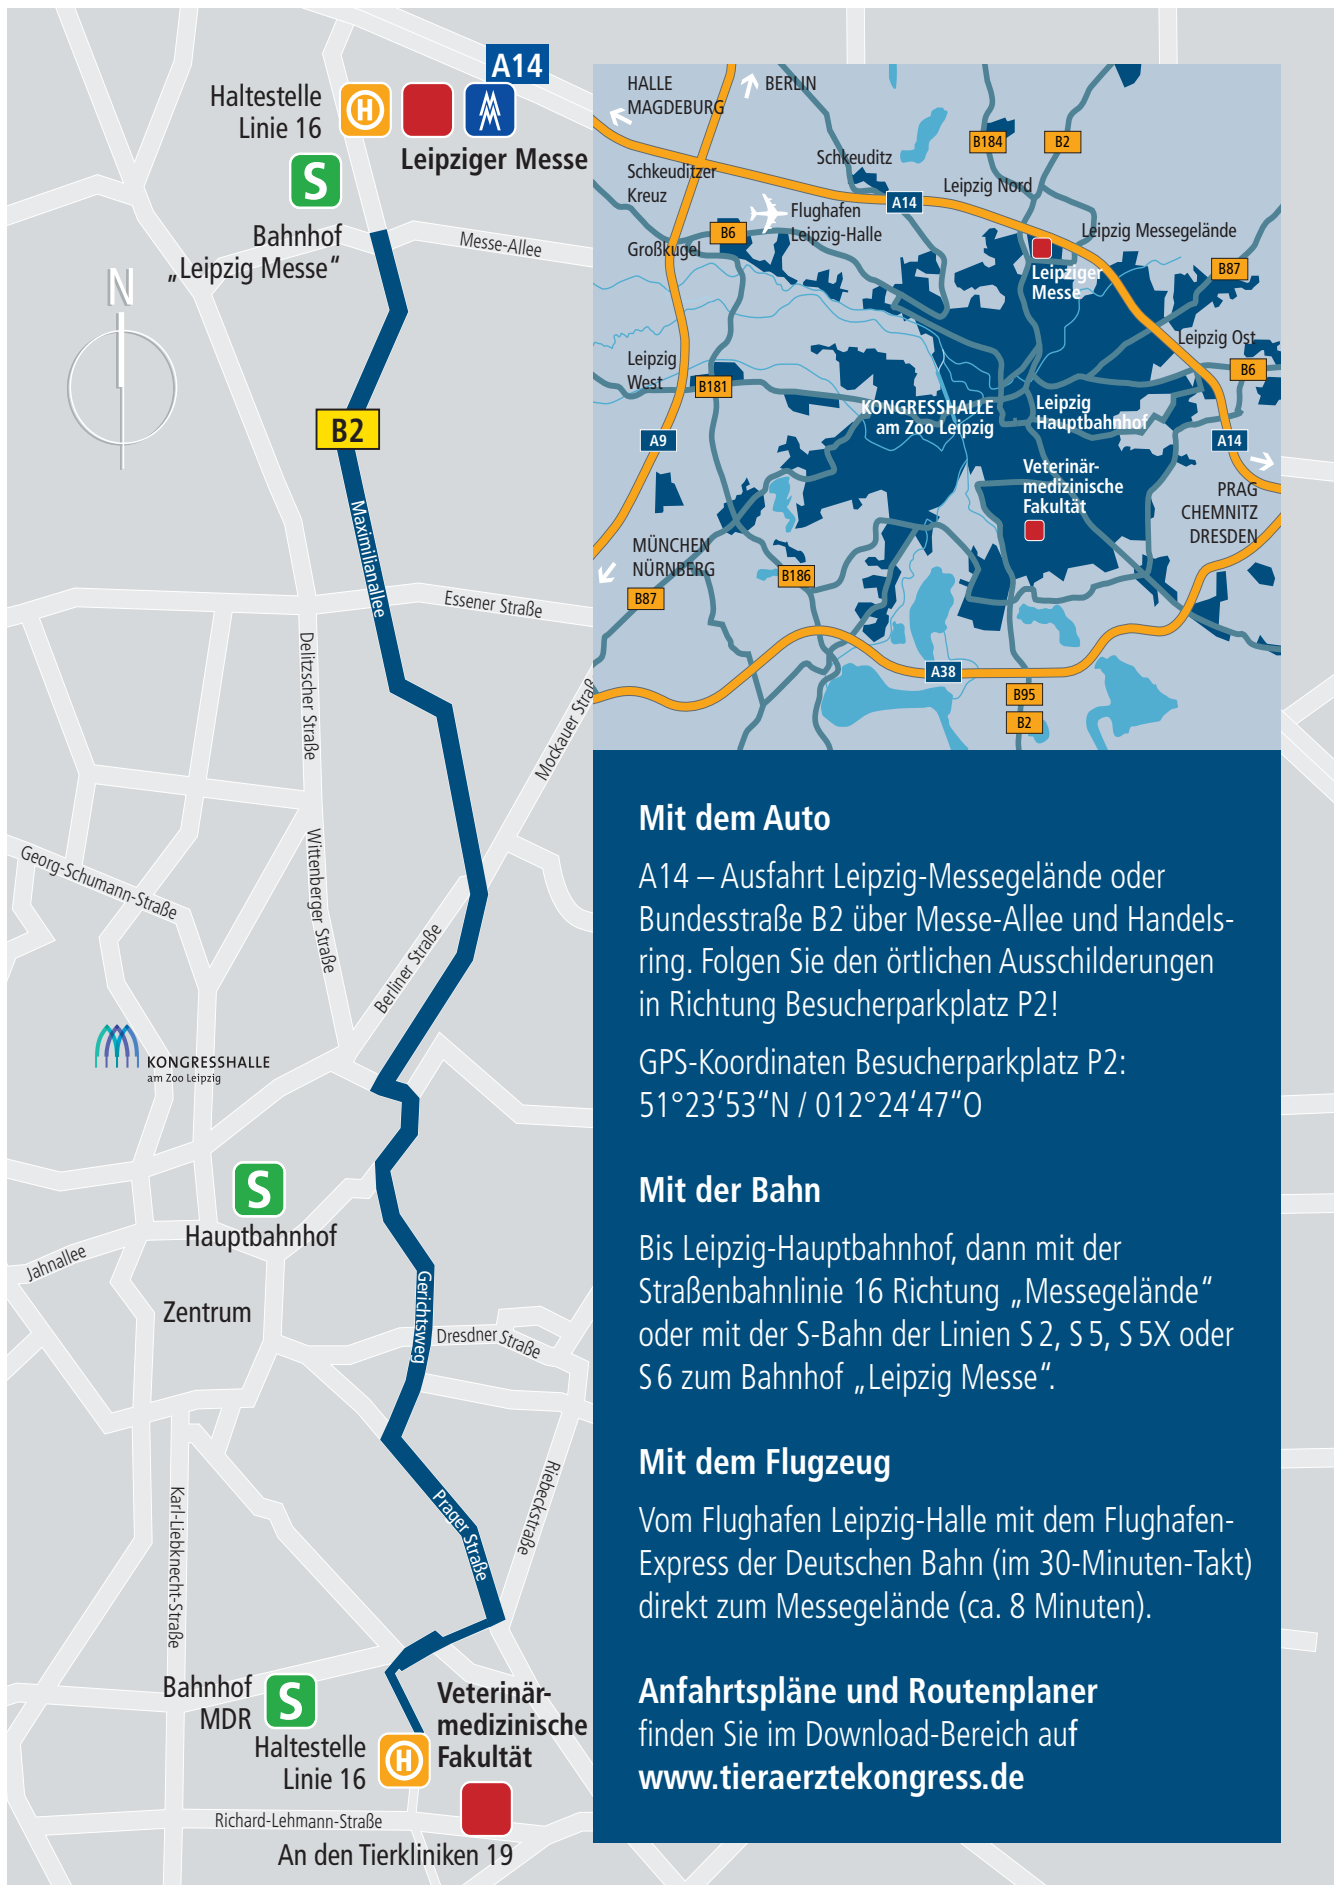 A14
Haltestelle
Linie 16
H
Leipziger Messe
S
Bahnhof
„Leipzig Messe“
Messe-Allee
N
B2
Maximilianallee
Essener Straße
Delitzscher Straße
Mockauer Straß
Georg-Schumann-Straße
Wittenberger Straße
Berliner Straße
KONGRESSHALLE
am Zoo Leipzig
S
Hauptbahnhof
Jahnallee
Zentrum
Gerichtsweg
Dresdner Straße
Riebeckstraße
Prager Straße
Karl-Liebknecht-Straße
Bahnhof
MDR
S
Haltestelle
Linie 16
H
Veterinär-
medizinische
Fakultät
Richard-Lehmann-Straße
An den Tierkliniken 19
HALLE
MAGDEBURG
BERLIN
B184
B2
Schkeuditz
Schkeuditzer
Kreuz
Leipzig Nord
A14
Flughafen
Leipzig-Halle
B6
Großkugel
Leipzig Messegelände
Leipziger
Messe
B87
Leipzig Ost
B6
Leipzig
West
B181
KONGRESSHALLE
am Zoo Leipzig
Leipzig
Hauptbahnhof
A9
A14
Veterinär-
medizinische
Fakultät
PRAG
CHEMNITZ
DRESDEN
MÜNCHEN
NÜRNBERG
B186
B87
A38
B95
B2
Mit dem Auto
A14 – Ausfahrt Leipzig-Messegelände oder
Bundesstraße B2 über Messe-Allee und Handels-
ring. Folgen Sie den örtlichen Ausschilderungen
in Richtung Besucherparkplatz P2!
GPS-Koordinaten Besucherparkplatz P2:
51°23‘53“N / 012°24‘47“O
Mit der Bahn
Bis Leipzig-Hauptbahnhof, dann mit der
Straßenbahnlinie 16 Richtung „Messegelände“
oder mit der S-Bahn der Linien S 2, S 5, S 5X oder
S 6 zum Bahnhof „Leipzig Messe“.
Mit dem Flugzeug
Vom Flughafen Leipzig-Halle mit dem Flughafen-
Express der Deutschen Bahn (im 30-Minuten-Takt)
direkt zum Messegelände (ca. 8 Minuten).
Anfahrtspläne und Routenplaner
finden Sie im Download-Bereich auf
www.tieraerztekongress.de